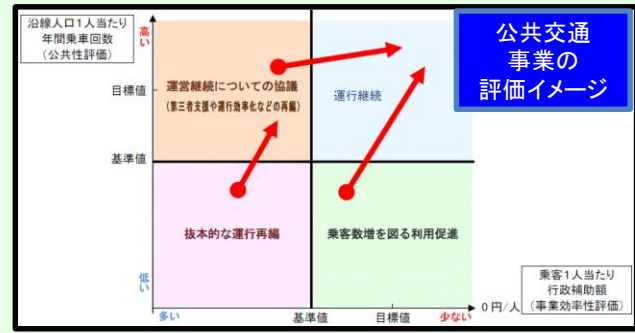 沿線人口1人当たり
年間乗車回数
(公共性評価)
高い
公共交通
事業の
評価イメージ
目標値
運営継続についての協議
(第三者支援や運行効率化などの再編)
運行継続
基準値
抜本的な運行再編
乗客数増を図る利用促進
低い
乗客1人当たり
行政補助額
(事業効率性評価)
0円/人
多い
基準値
目標値
少ない